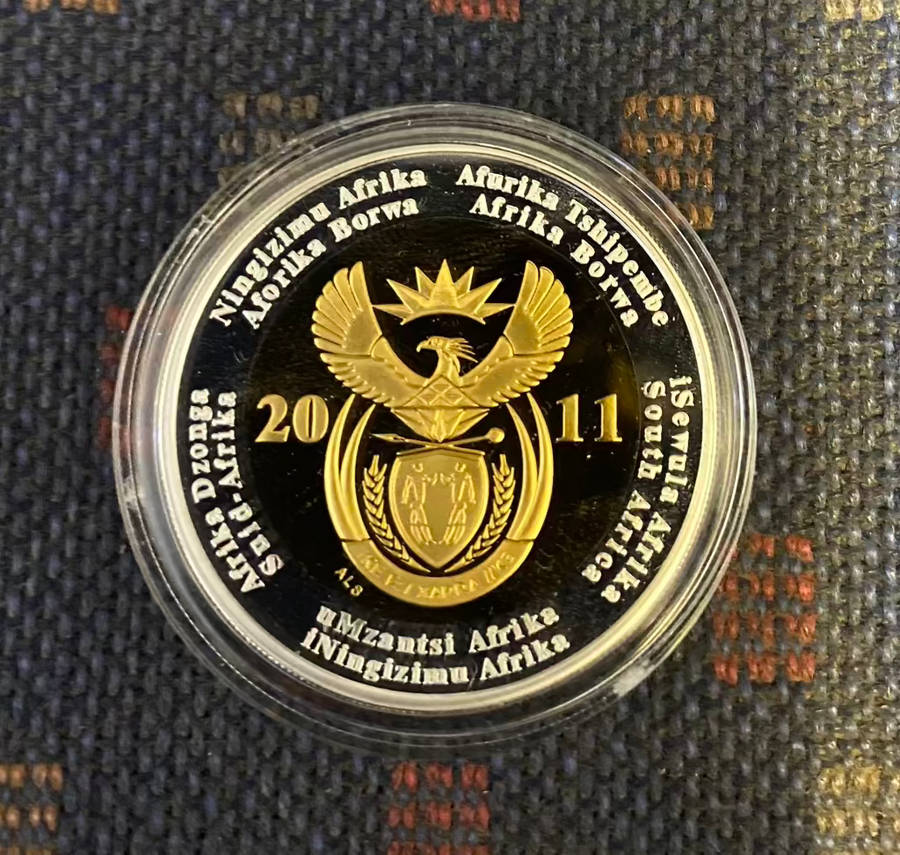 Ningizimu Afrika
Aforika Borwa
Afurika Tshipembe
Afrika Borwa
iSewula Afrika
South Africa
uMzantsi Afrika
iNingizimu Afrika
Afrika Dzonga
Suid-Afrika
20 11
ALS